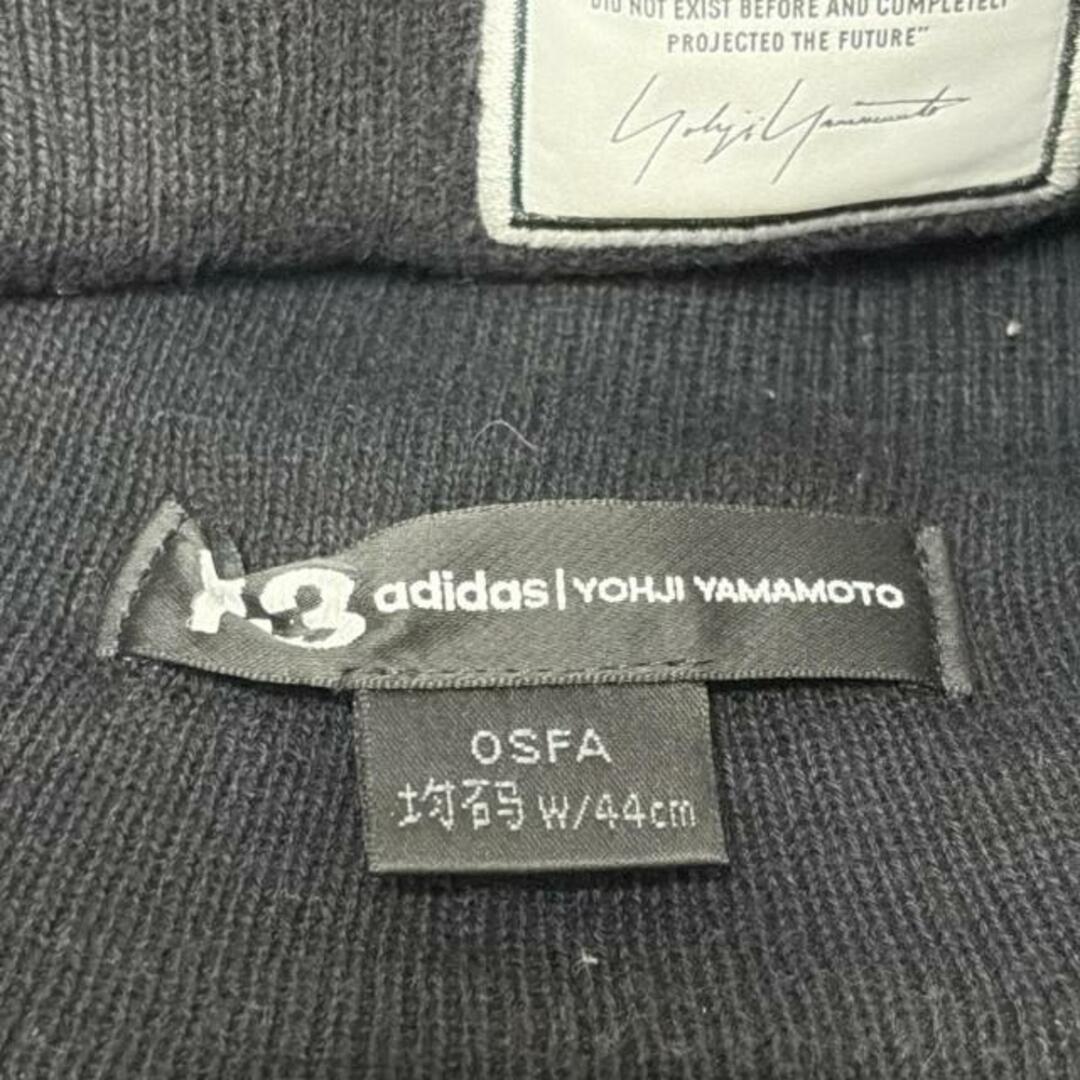 "DID NOT EXIST BEFORE AND COMPLETELY
PROJECTED THE FUTURE"
Yohji Yamamoto
Y-3 adidas | YOHJI YAMAMOTO
OSFA
均码 W/44cm